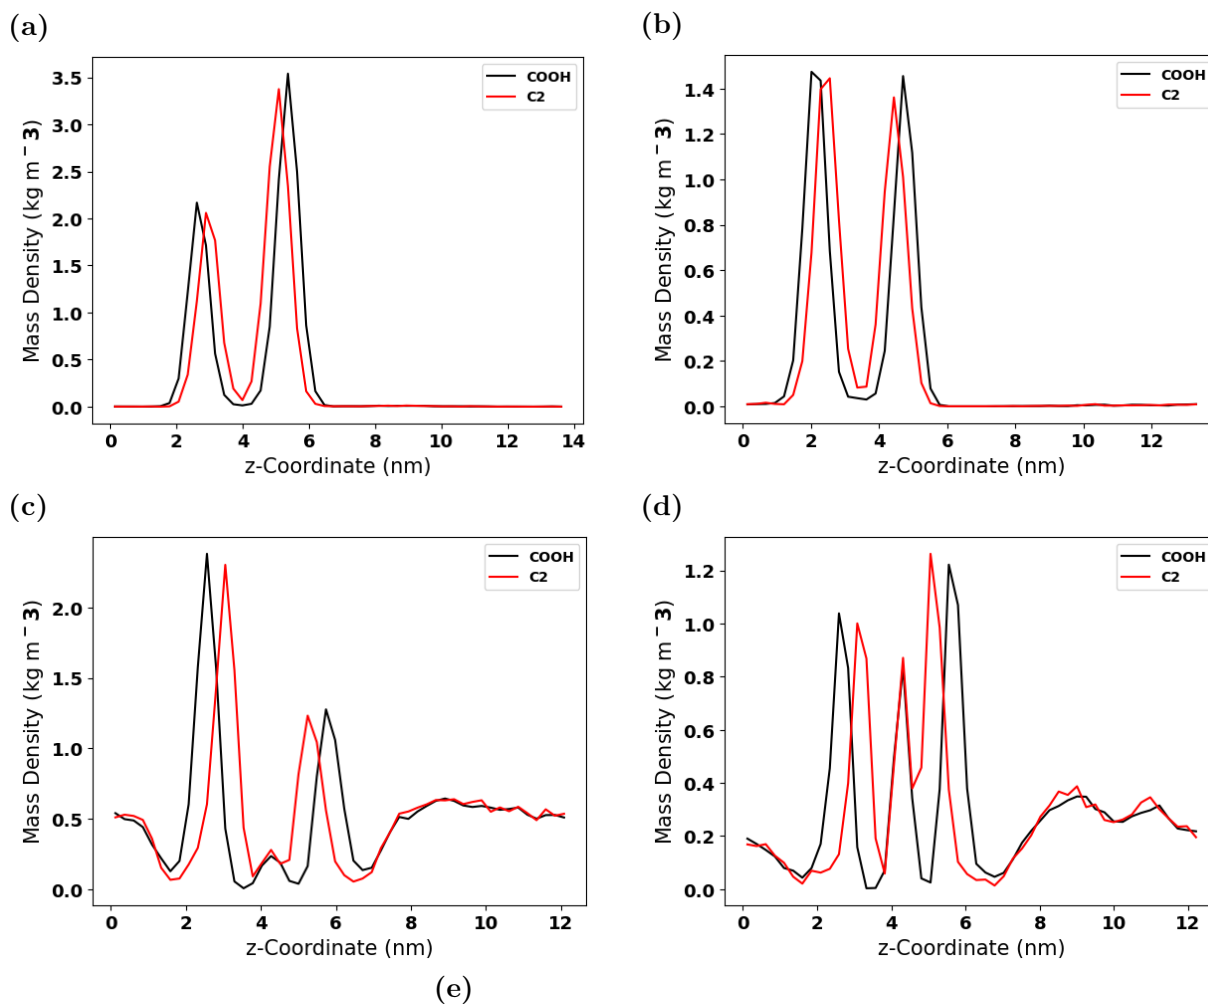 (a)
COOH
C2
3.5
3.0
2.5
2.0
1.5
1.0
0.5
0.0
Mass Density (kg m⁻3)
0 2 4 6 8 10 12 14
z-Coordinate (nm)
(b)
COOH
C2
1.4
1.2
1.0
0.8
0.6
0.4
0.2
0.0
Mass Density (kg m⁻3)
0 2 4 6 8 10 12
z-Coordinate (nm)
(c)
COOH
C2
2.0
1.5
1.0
0.5
0.0
Mass Density (kg m⁻3)
0 2 4 6 8 10 12
z-Coordinate (nm)
(d)
COOH
C2
1.2
1.0
0.8
0.6
0.4
0.2
0.0
Mass Density (kg m⁻3)
0 2 4 6 8 10 12
z-Coordinate (nm)
(e)